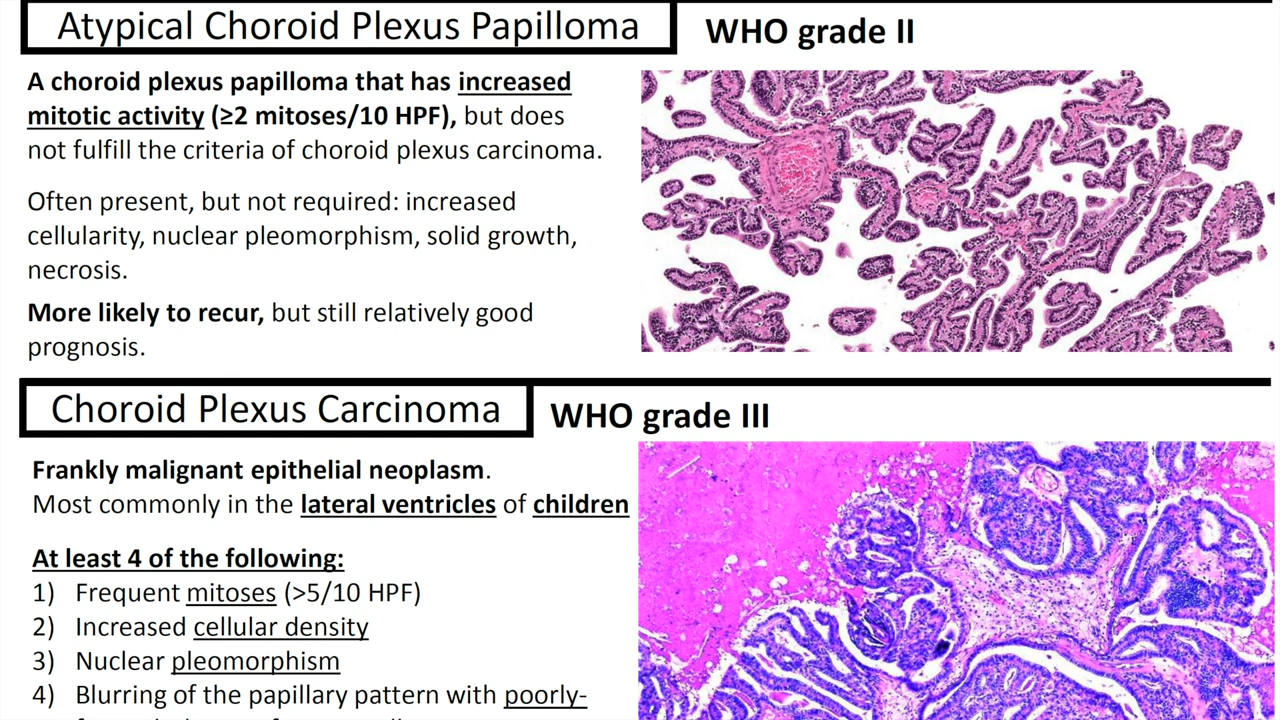 Atypical Choroid Plexus Papilloma
WHO grade II
A choroid plexus papilloma that has increased
mitotic activity (≥2 mitoses/10 HPF), but does
not fulfill the criteria of choroid plexus carcinoma.
Often present, but not required: increased
cellularity, nuclear pleomorphism, solid growth,
necrosis.
More likely to recur, but still relatively good
prognosis.
Choroid Plexus Carcinoma
WHO grade III
Frankly malignant epithelial neoplasm.
Most commonly in the lateral ventricles of children
At least 4 of the following:
1) Frequent mitoses (>5/10 HPF)
2) Increased cellular density
3) Nuclear pleomorphism
4) Blurring of the papillary pattern with poorly-